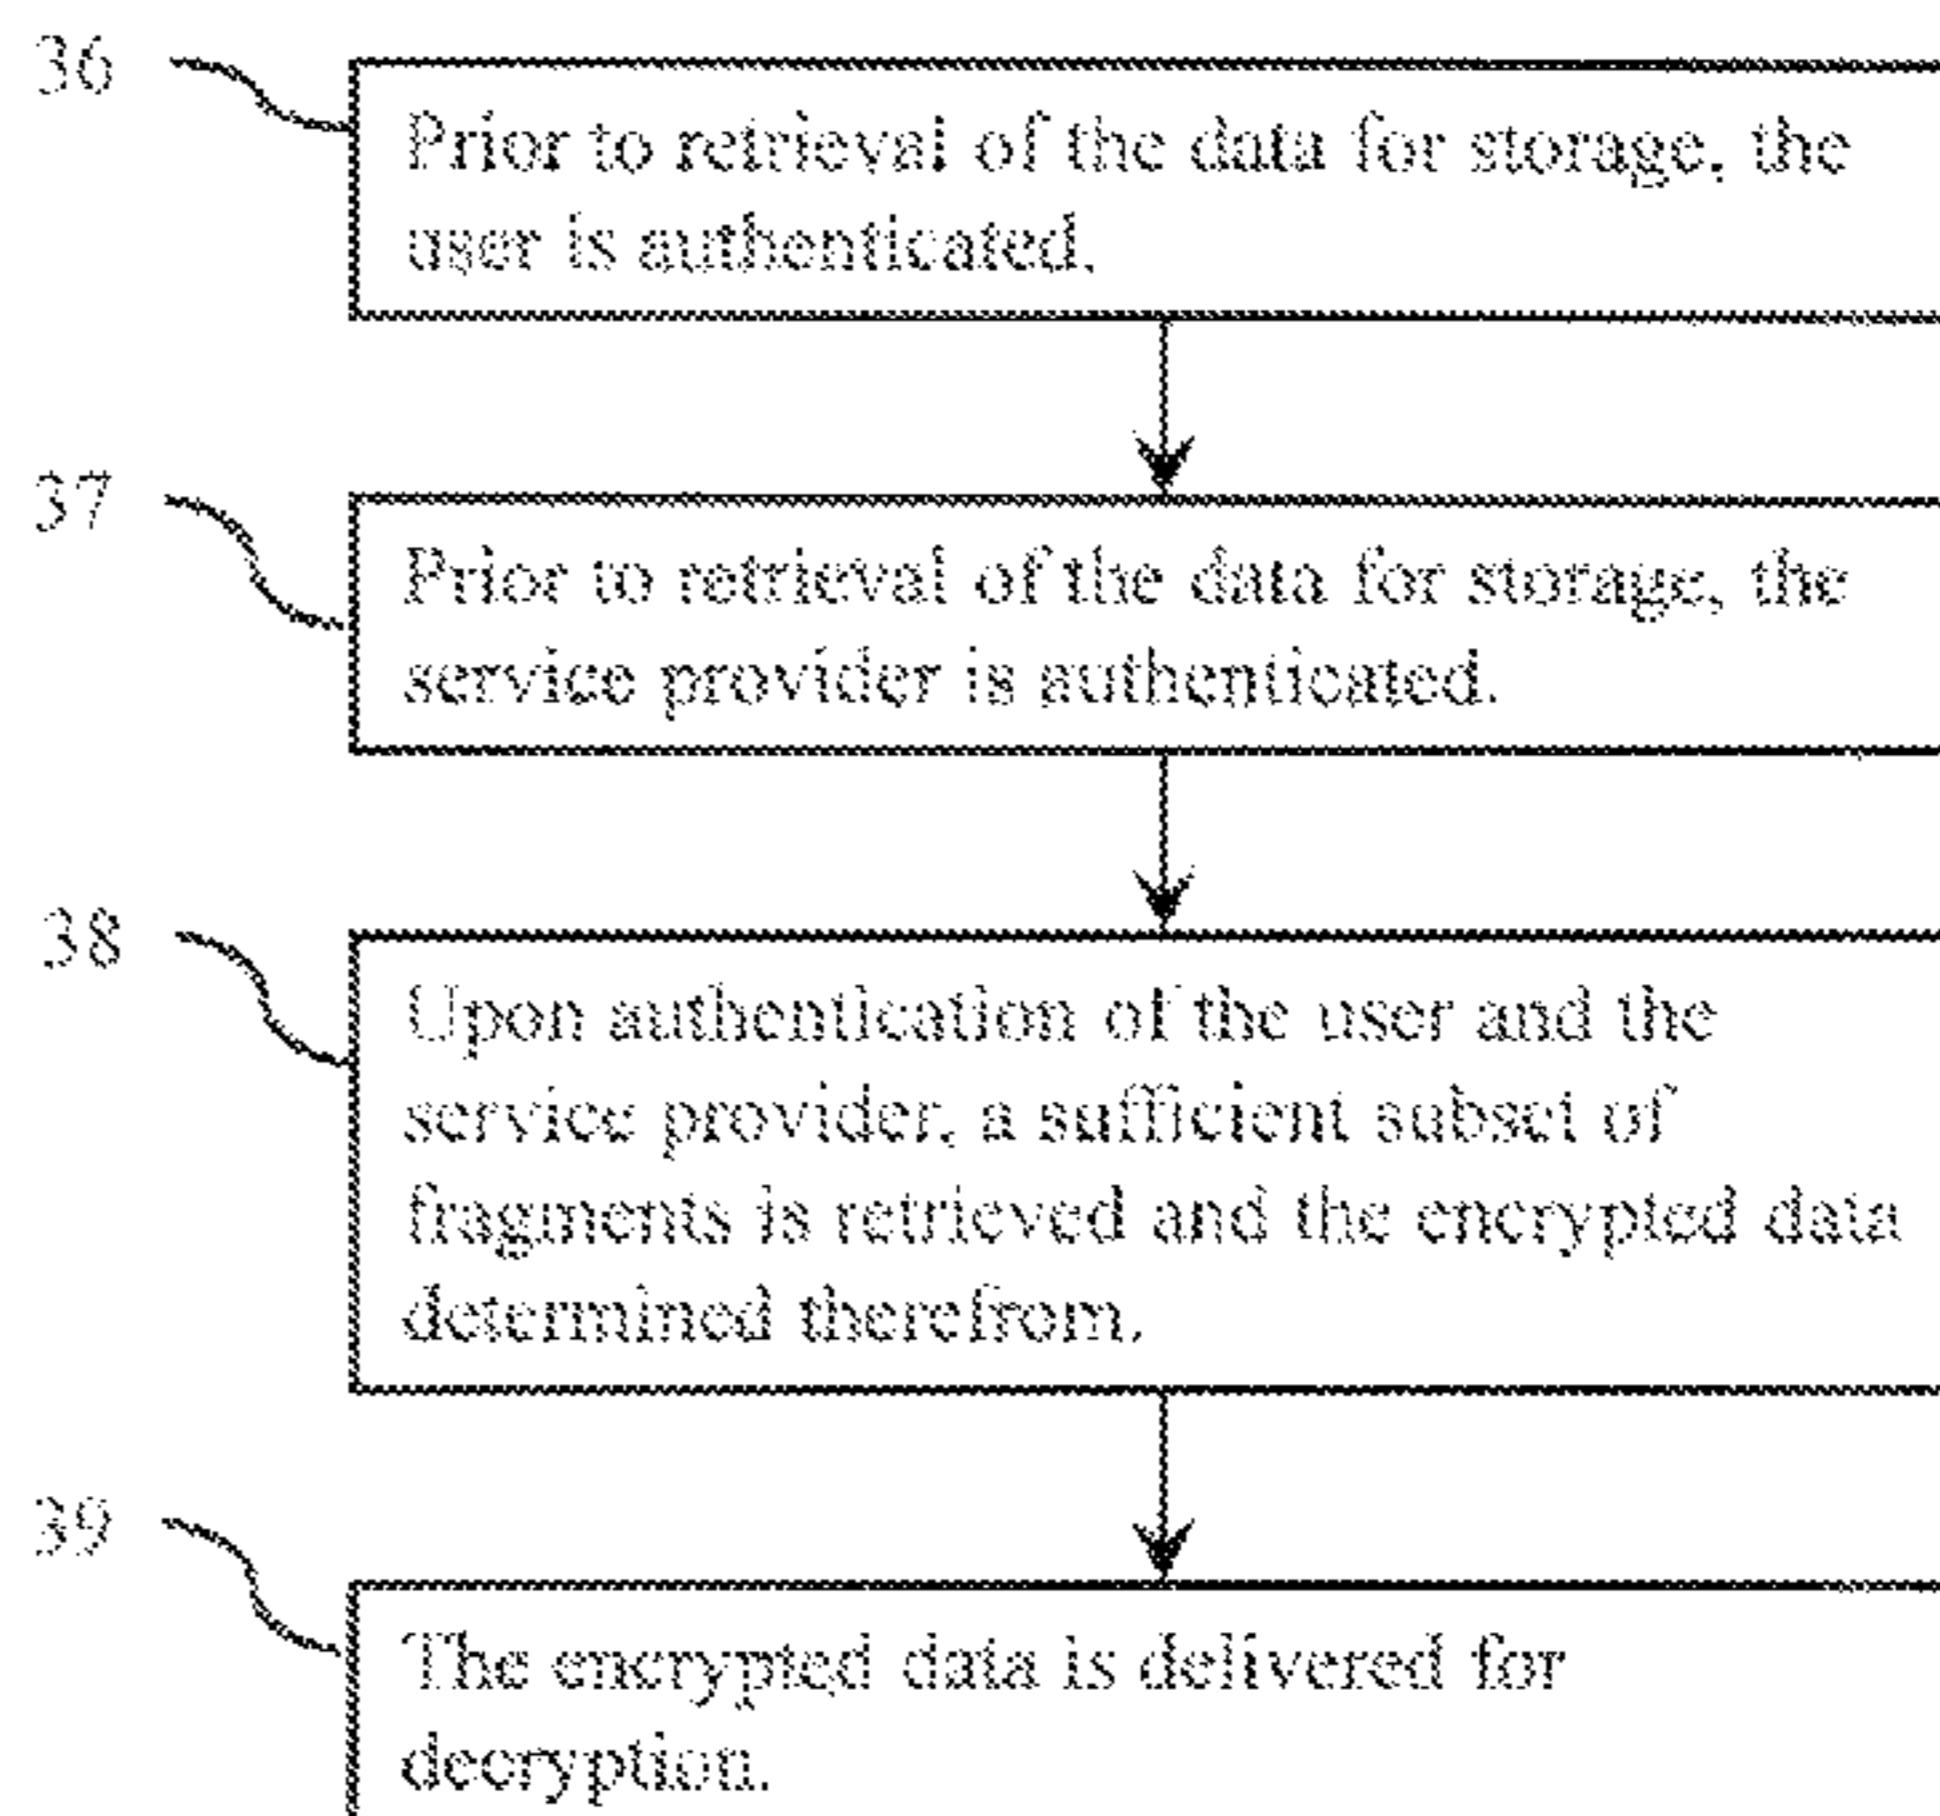 36
Prior to retrieval of the data for storage, the
user is authenticated.
37
Prior to retrieval of the data for storage, the
service provider is authenticated.
38
Upon authentication of the user and the
service provider, a sufficient subset of
fragments is retrieved and the encrypted data
determined therefrom.
39
The encrypted data is delivered for
decryption.